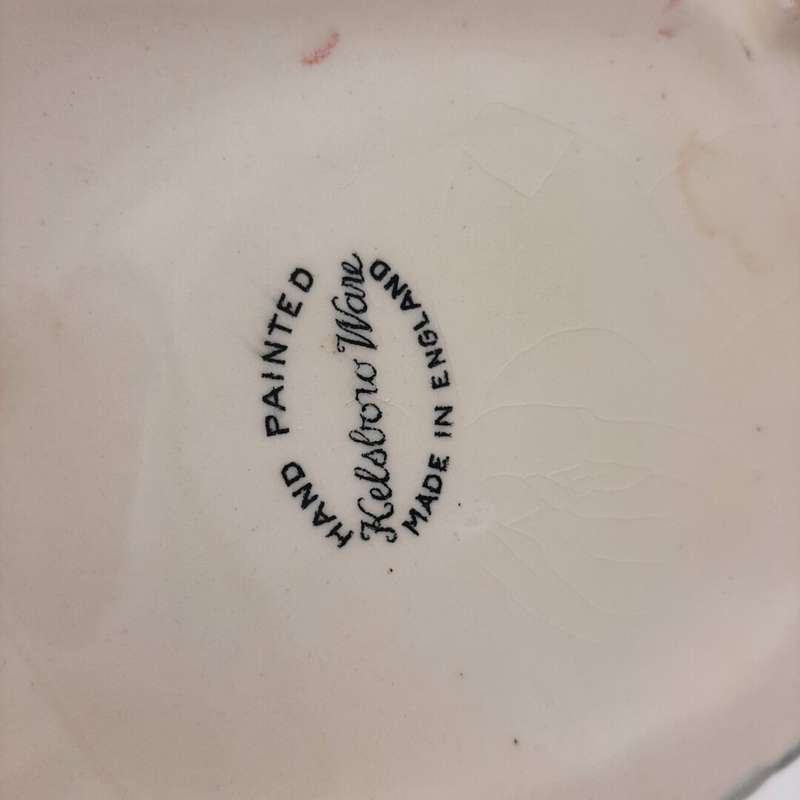 HAND PAINTED
Kelsboro Ware
MADE IN ENGLAND